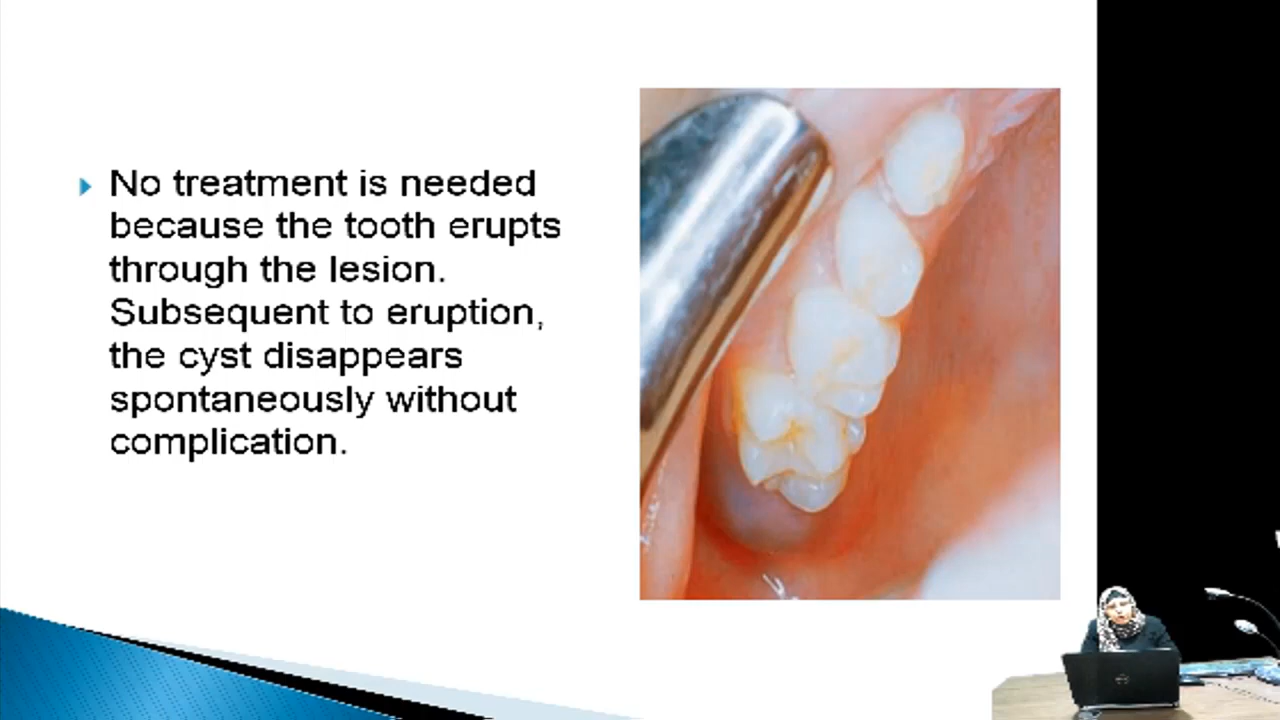 No treatment is needed
because the tooth erupts
through the lesion.
Subsequent to eruption,
the cyst disappears
spontaneously without
complication.